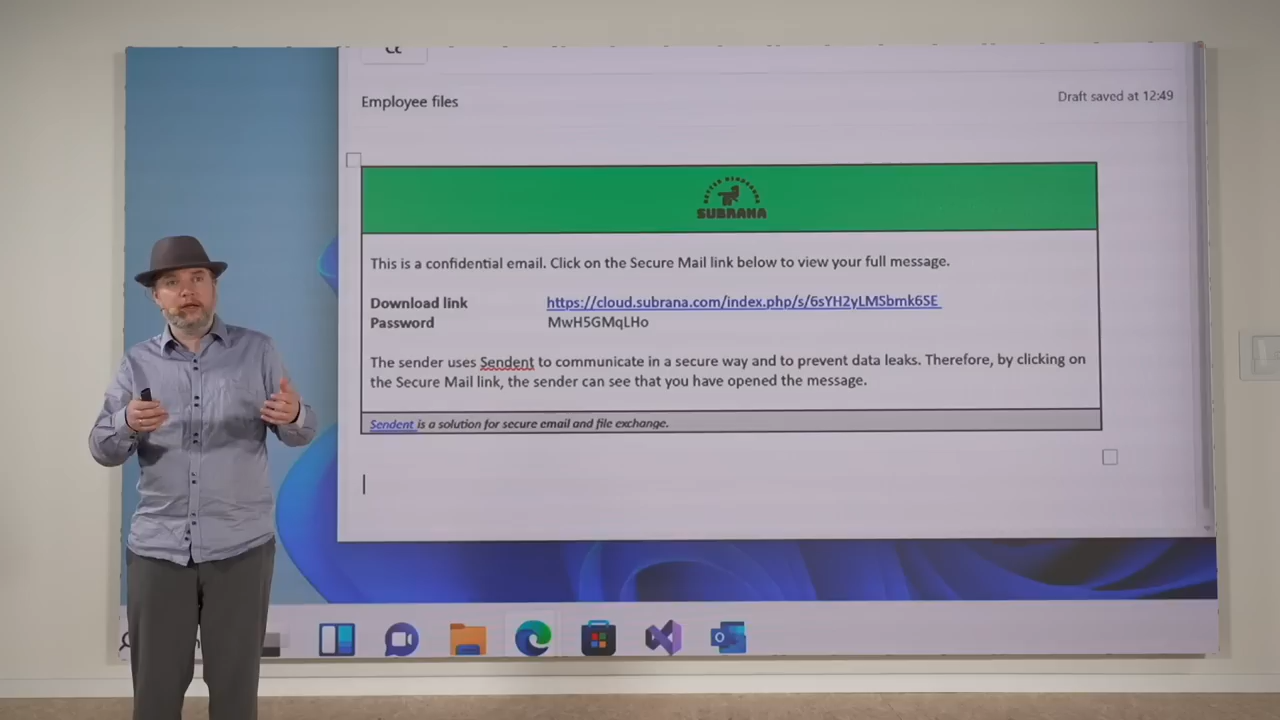 Cc
Employee files
Draft saved at 12:49
SUBRANA
This is a confidential email. Click on the Secure Mail link below to view your full message.
Download link https://cloud.subrana.com/index.php/s/6sYH2yLMSbmk6SE
Password MwH5GMqLHo
The sender uses Sendent to communicate in a secure way and to prevent data leaks. Therefore, by clicking on
the Secure Mail link, the sender can see that you have opened the message.
Sendent is a solution for secure email and file exchange.